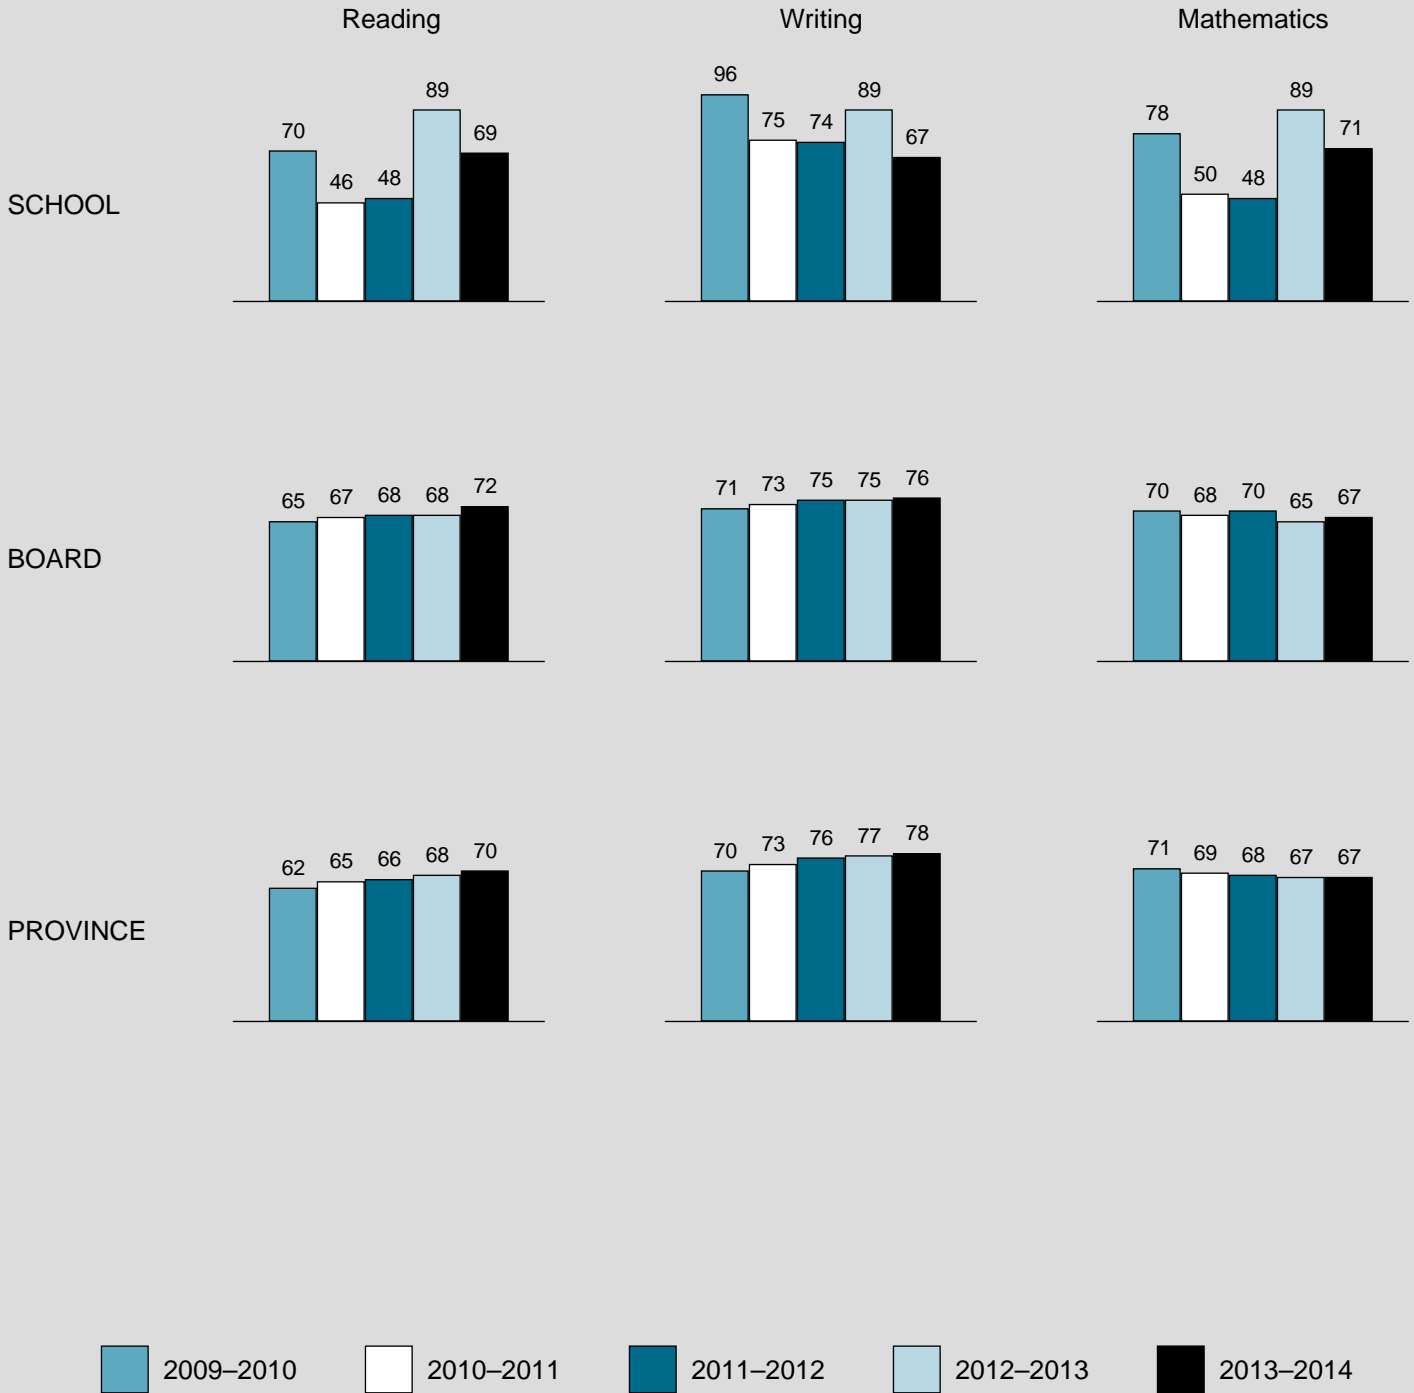 Reading Writing Mathematics
SCHOOL
70 46 48 89 69
96 75 74 89 67
78 50 48 89 71
BOARD
65 67 68 68 72
71 73 75 75 76
70 68 70 65 67
PROVINCE
62 65 66 68 70
70 73 76 77 78
71 69 68 67 67
2009–2010 2010–2011 2011–2012 2012–2013 2013–2014